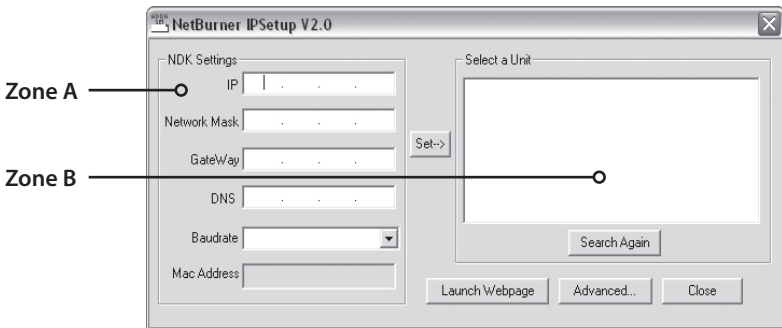 NetBurner IPSetup V2.0
NDK Settings
Select a Unit
Zone A
IP
Network Mask
Set-->
GateWay
Zone B
DNS
Baudrate
Search Again
Mac Address
Launch Webpage
Advanced...
Close